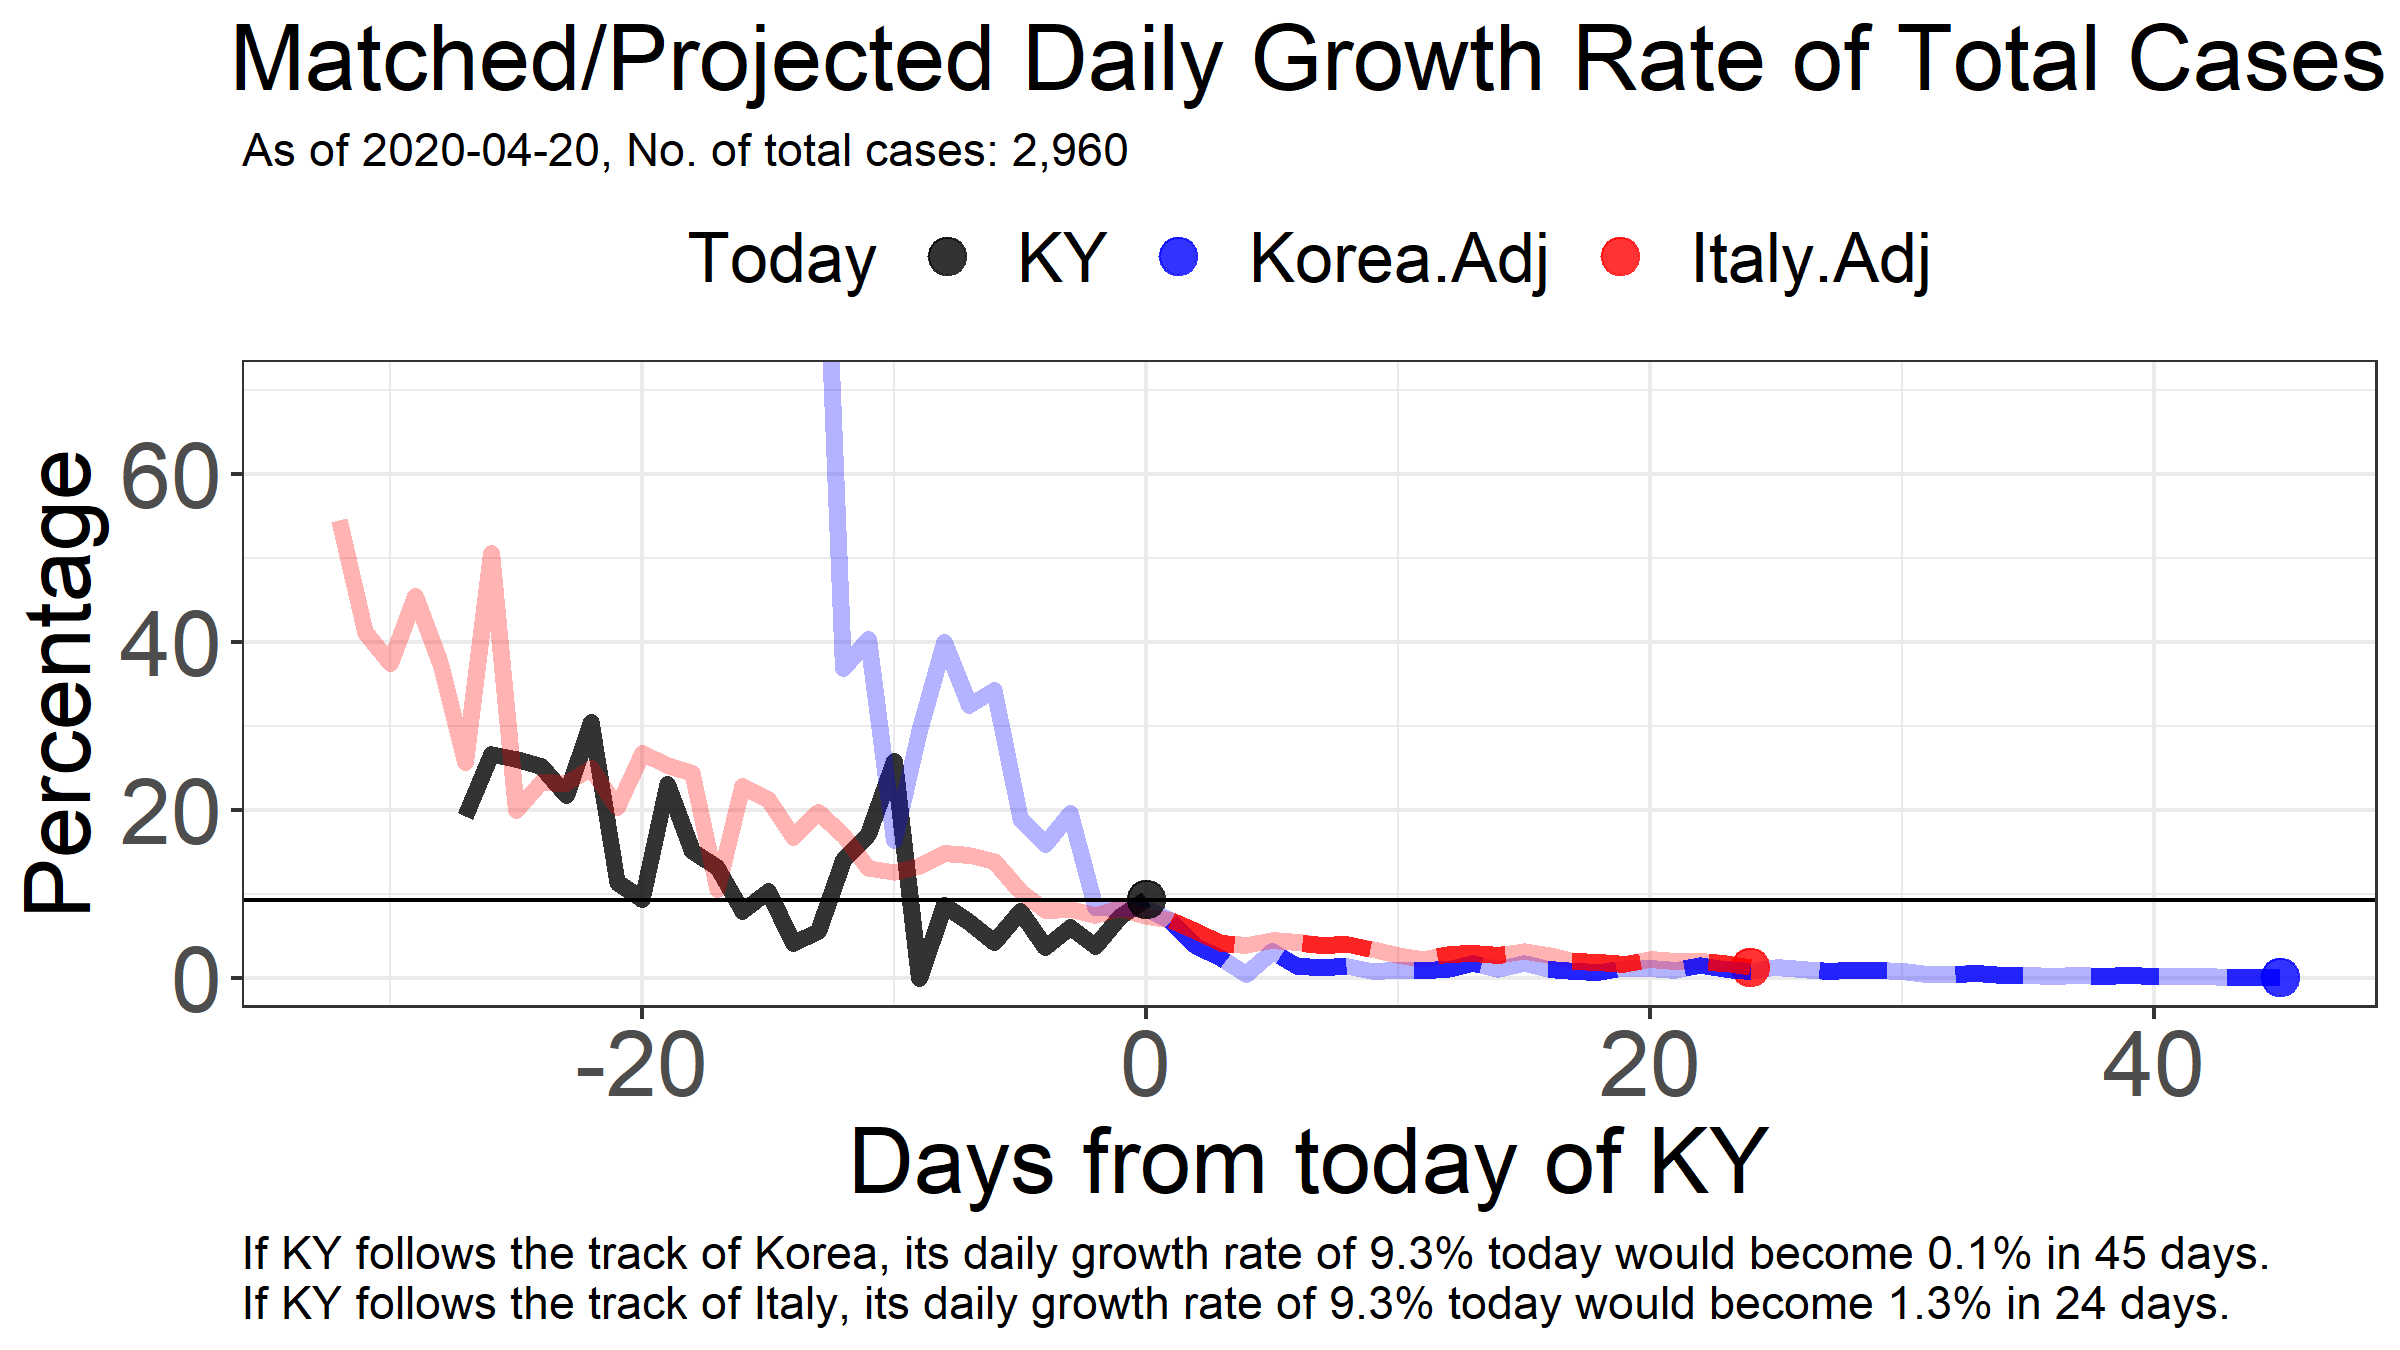 Matched/Projected Daily Growth Rate of Total Cases
As of 2020-04-20, No. of total cases: 2,960
Today KY Korea.Adj Italy.Adj
Percentage
60
40
20
0
-20 0 20 40
Days from today of KY
If KY follows the track of Korea, its daily growth rate of 9.3% today would become 0.1% in 45 days.
If KY follows the track of Italy, its daily growth rate of 9.3% today would become 1.3% in 24 days.